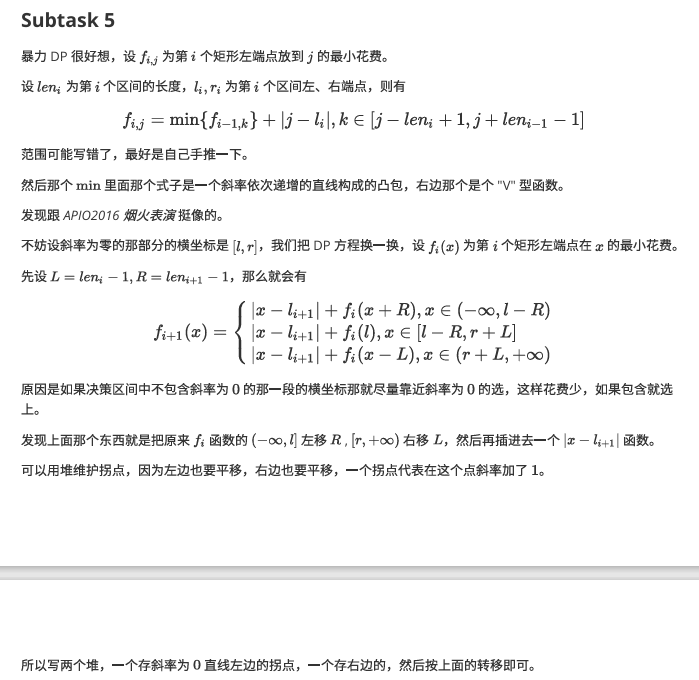 Subtask 5
暴力 DP 很好想，设 f_{i,j} 为第 i 个矩形左端点放到 j 的最小花费。
设 len_i 为第 i 个区间的长度，l_i, r_i 为第 i 个区间左、右端点，则有
f_{i,j} = min{f_{i−1,k}} + |j − l_i|, k ∈ [j − len_i + 1, j + len_{i−1} − 1]
范围可能写错了，最好是自己手推一下。
然后那个 min 里面那个式子是一个斜率依次递增的直线构成的凸包，右边那个是个 "V" 型函数。
发现跟 APIO2016 烟火表演 挺像的。
不妨设斜率为零的那部分的横坐标是 [l, r]，我们把 DP 方程换一换，设 f_i(x) 为第 i 个矩形左端点在 x 的最小花费。
先设 L = len_i − 1, R = len_{i+1} − 1，那么就会有
f_{i+1}(x) = {
|x − l_{i+1}| + f_i(x + R), x ∈ (−∞, l − R)
|x − l_{i+1}| + f_i(l), x ∈ [l − R, r + L]
|x − l_{i+1}| + f_i(x − L), x ∈ (r + L, +∞)
原因是如果决策区间中不包含斜率为 0 的那一段的横坐标那就尽量靠近斜率为 0 的选，这样花费少，如果包含就选
上。
发现上面那个东西就是把原来 f_i 函数的 (−∞, l] 左移 R , [r, +∞) 右移 L，然后再插进去一个 |x − l_{i+1}| 函数。
可以用堆维护拐点，因为左边也要平移，右边也要平移，一个拐点代表在这个点斜率加了 1。
所以写两个堆，一个存斜率为 0 直线左边的拐点，一个存右边的，然后按上面的转移即可。